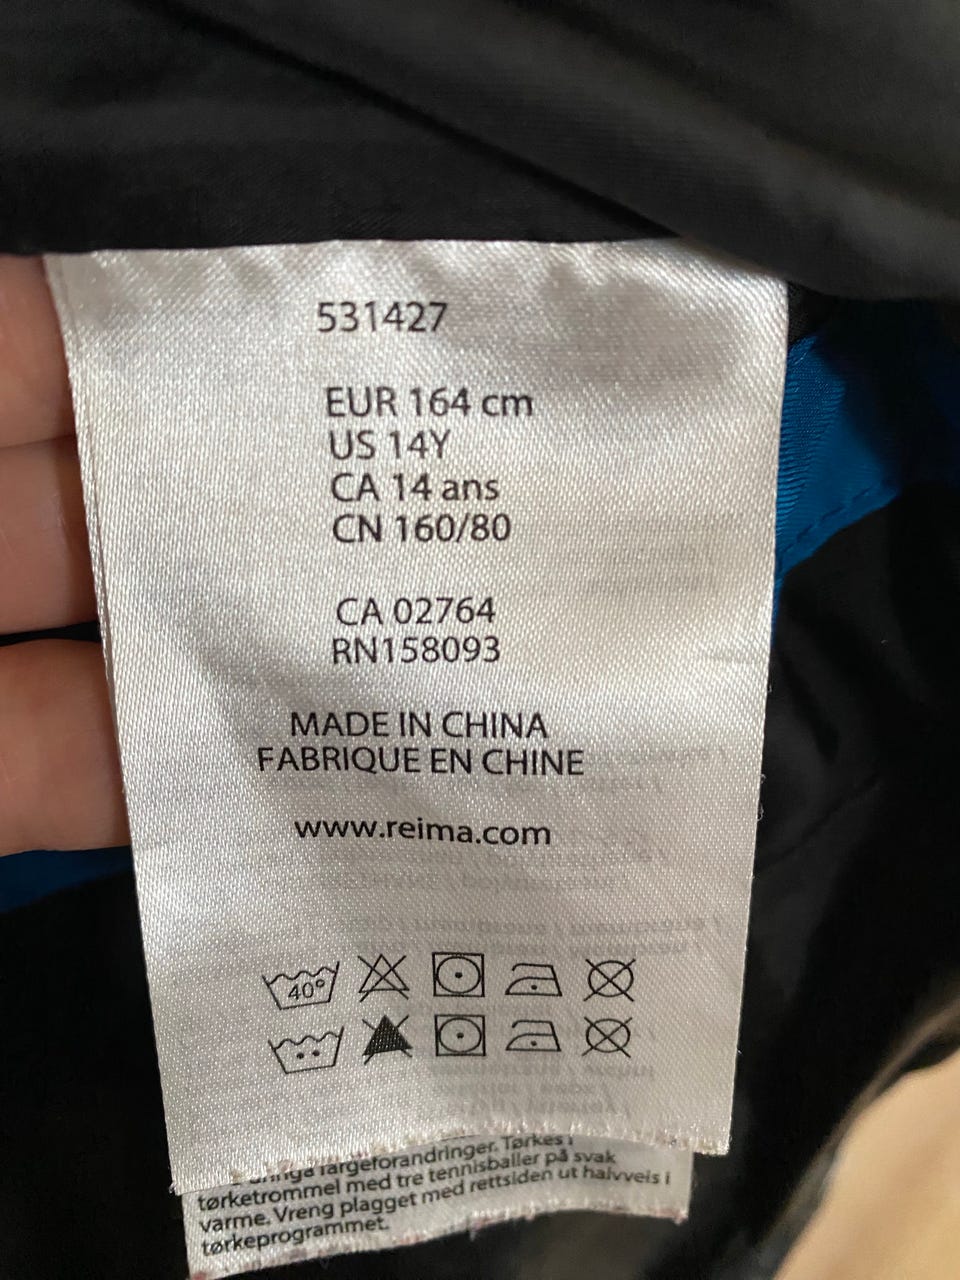 531427
EUR 164 cm
US 14Y
CA 14 ans
CN 160/80
CA 02764
RN158093
MADE IN CHINA
FABRIQUE EN CHINE
www.reima.com
40°
fargeforandringer. Tørkes i
tørketrommel med tre tennisballer på svak
varme. Vreng plagget med rettsiden ut halvveis i
tørkeprogrammet.